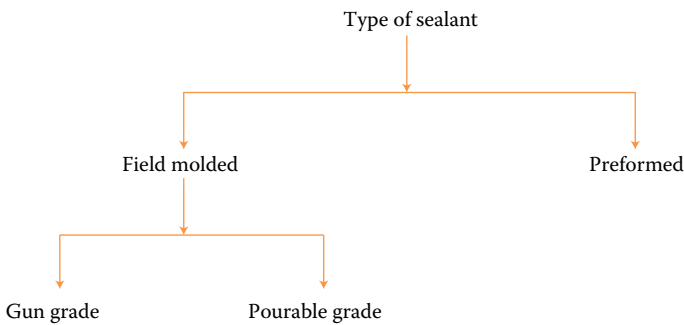 Type of sealant
Field molded
Preformed
Gun grade
Pourable grade